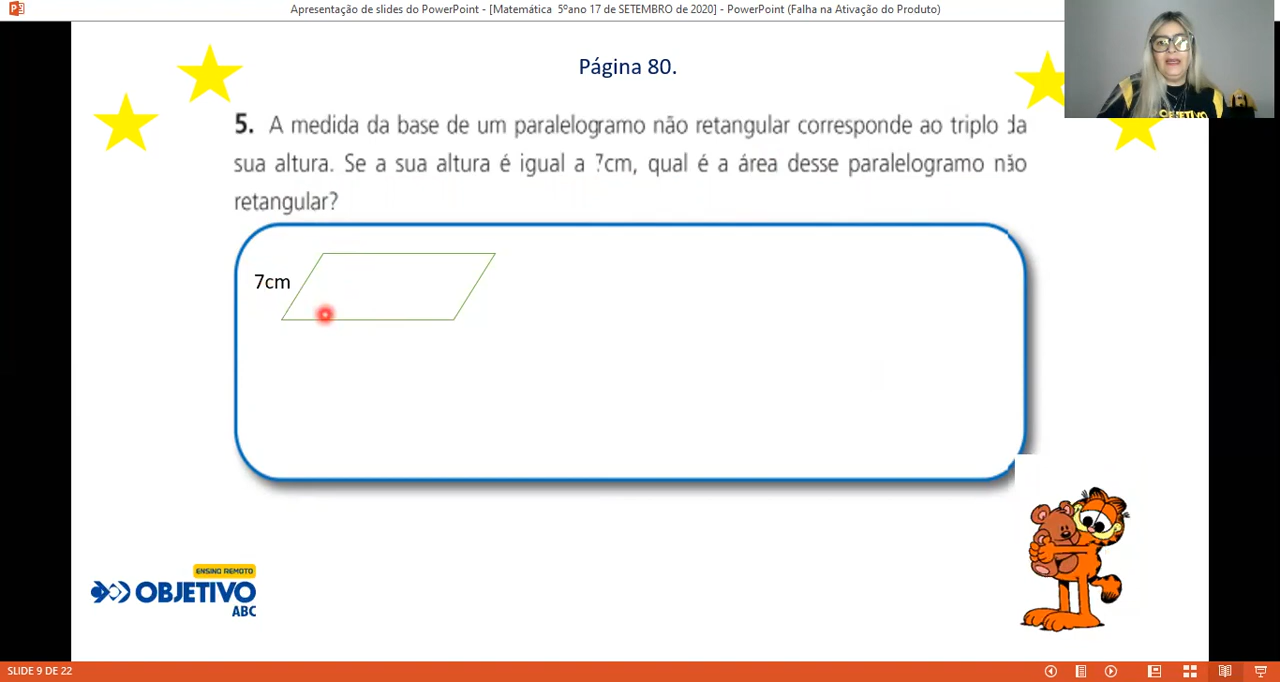 Apresentação de slides do PowerPoint - [Matemática 5ºano 17 de SETEMBRO de 2020] - PowerPoint (Falha na Ativação do Produto)
Página 80.
5. A medida da base de um paralelogramo não retangular corresponde ao triplo da
sua altura. Se a sua altura é igual a 7cm, qual é a área desse paralelogramo não
retangular?
7cm
ENSINO REMOTO
OBJETIVO
ABC
OBJETIVO
SLIDE 9 DE 22